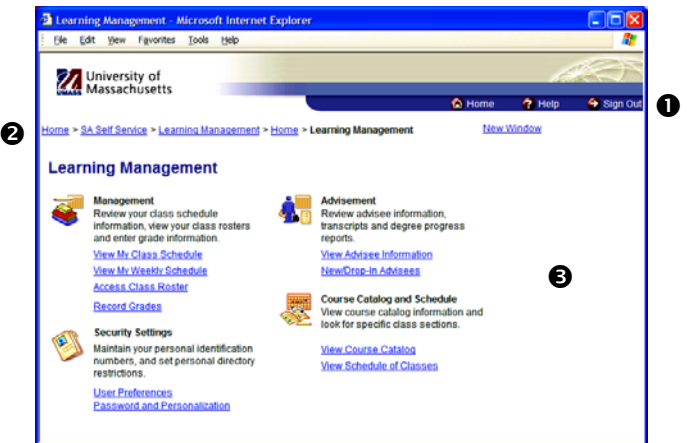 Learning Management - Microsoft Internet Explorer
File Edit View Favorites Tools Help
UMASS
University of
Massachusetts
Home Help Sign Out
❶
❷
Home > SA Self Service > Learning Management > Home > Learning Management
New Window
Learning Management
Management
Review your class schedule
information, view your class rosters
and enter grade information.
View My Class Schedule
View My Weekly Schedule
Access Class Roster
Record Grades
Advisement
Review advisee information,
transcripts and degree progress
reports.
View Advisee Information
New/Drop-In Advisees
❸
Security Settings
Maintain your personal identification
numbers, and set personal directory
restrictions.
User Preferences
Password and Personalization
Course Catalog and Schedule
View course catalog information and
look for specific class sections.
View Course Catalog
View Schedule of Classes